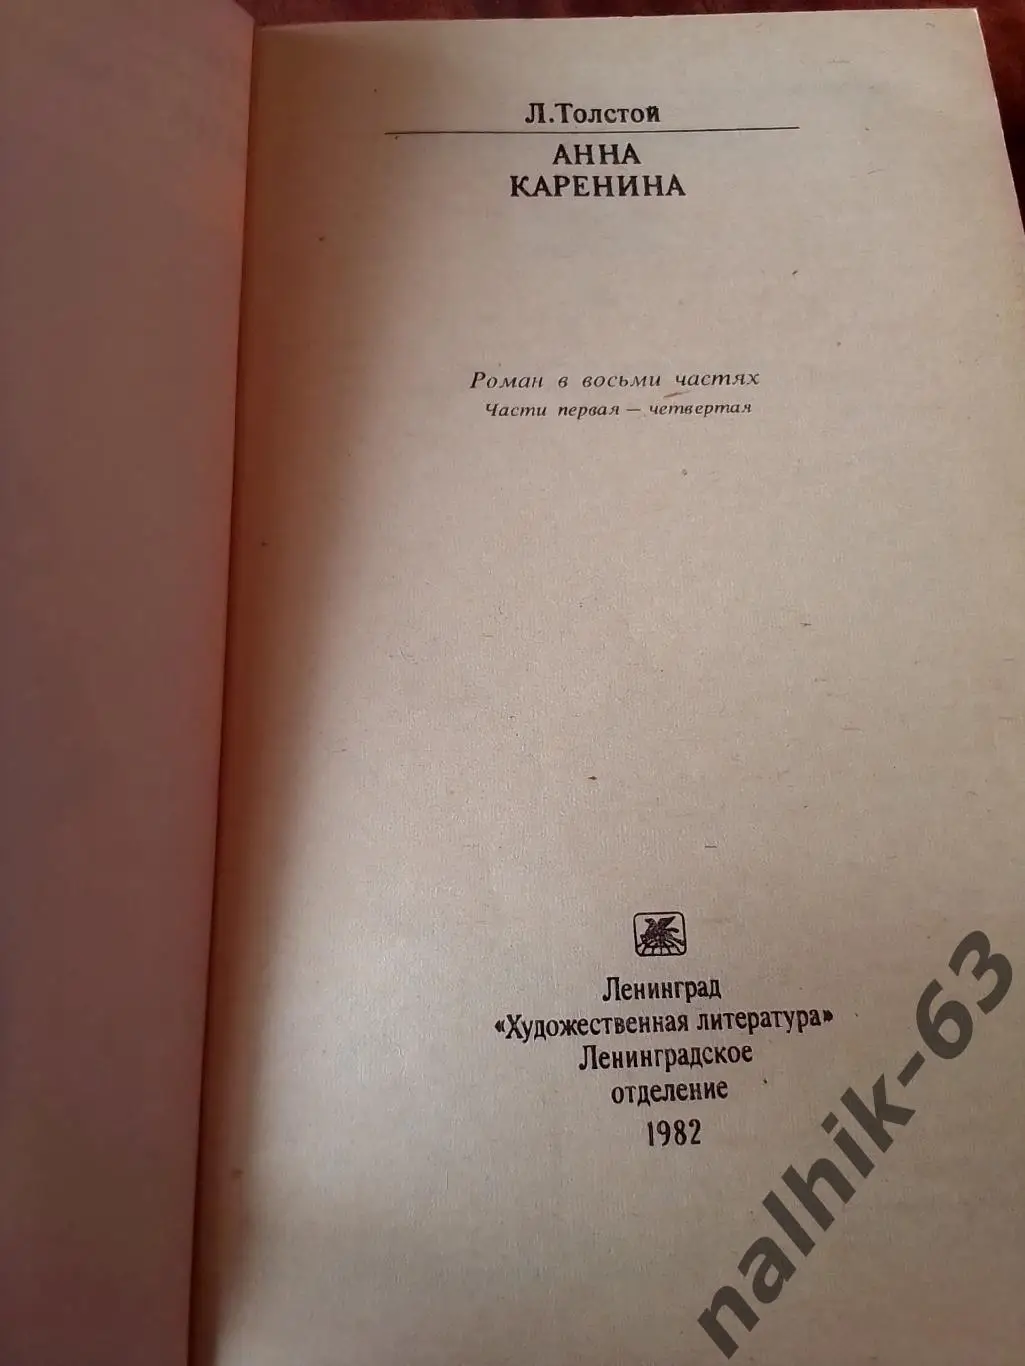 Л.Толстой
АННА
КАРЕНИНА
Роман в восьми частях
Части первая — четвертая
Ленинград
«Художественная литература»
Ленинградское
отделение
1982
nalhik-63